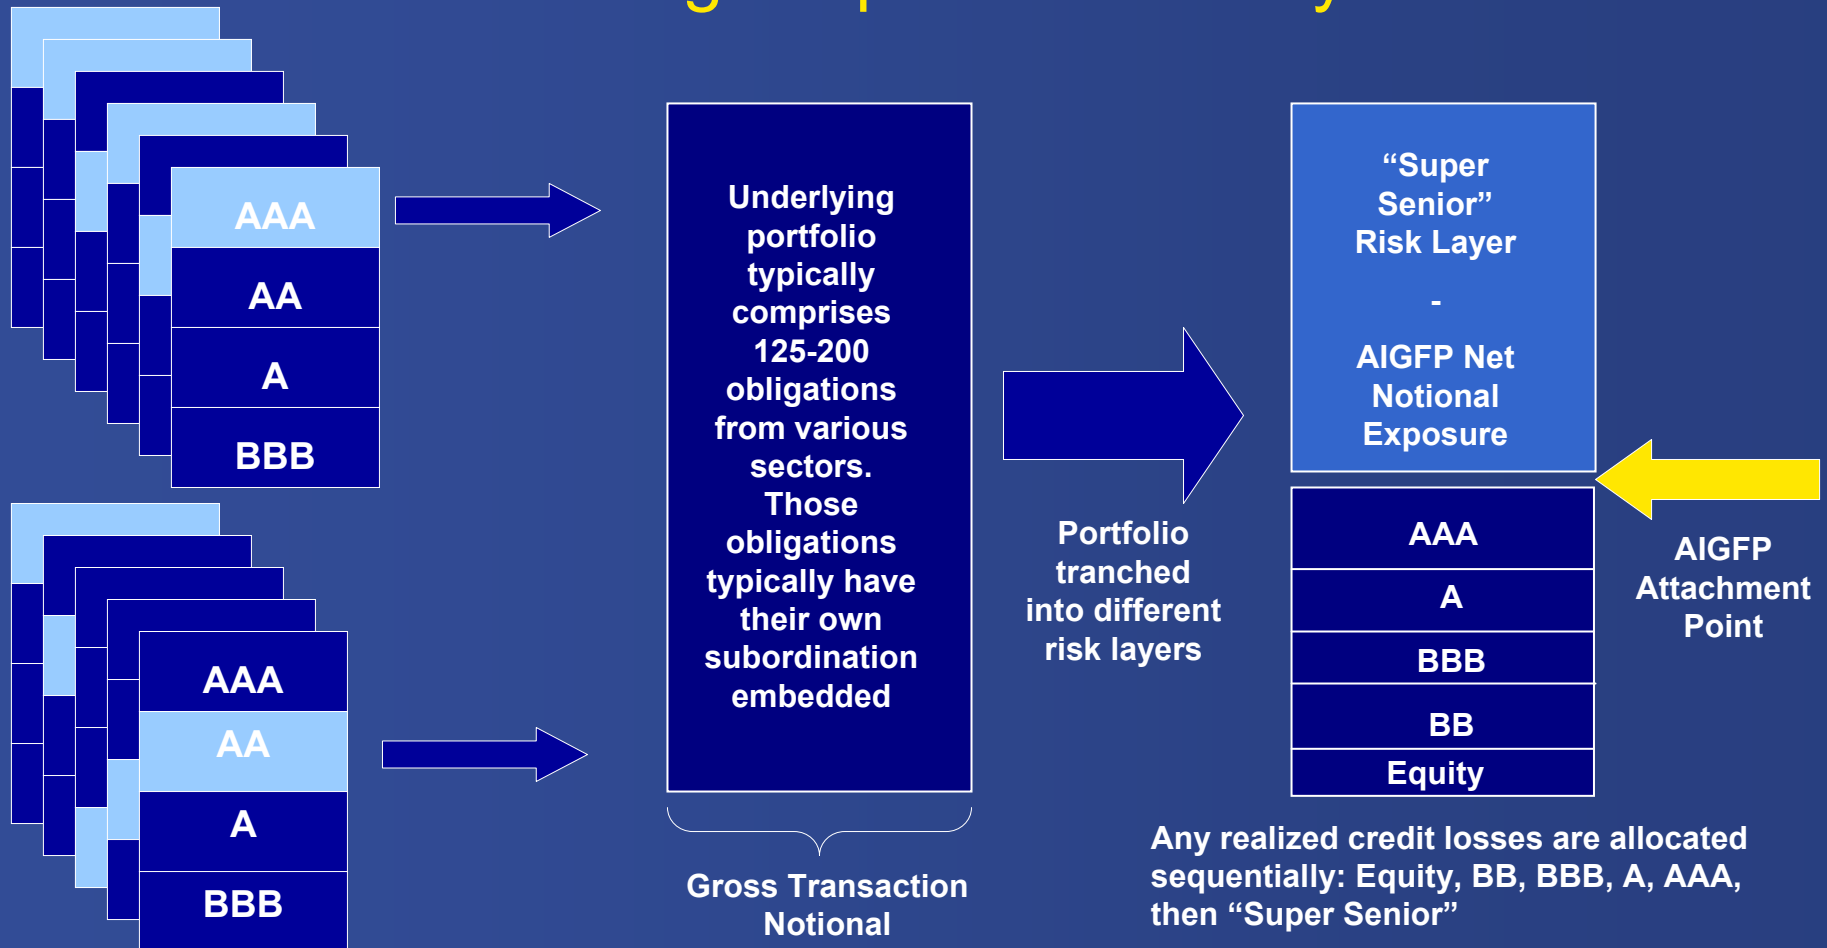 AAA
AA
A
BBB
AAA
AA
A
BBB
Underlying
portfolio
typically
comprises
125-200
obligations
from various
sectors.
Those
obligations
typically have
their own
subordination
embedded
Gross Transaction
Notional
Portfolio
tranched
into different
risk layers
“Super
Senior”
Risk Layer
-
AIGFP Net
Notional
Exposure
AAA
A
BBB
BB
Equity
AIGFP
Attachment
Point
Any realized credit losses are allocated
sequentially: Equity, BB, BBB, A, AAA,
then “Super Senior”